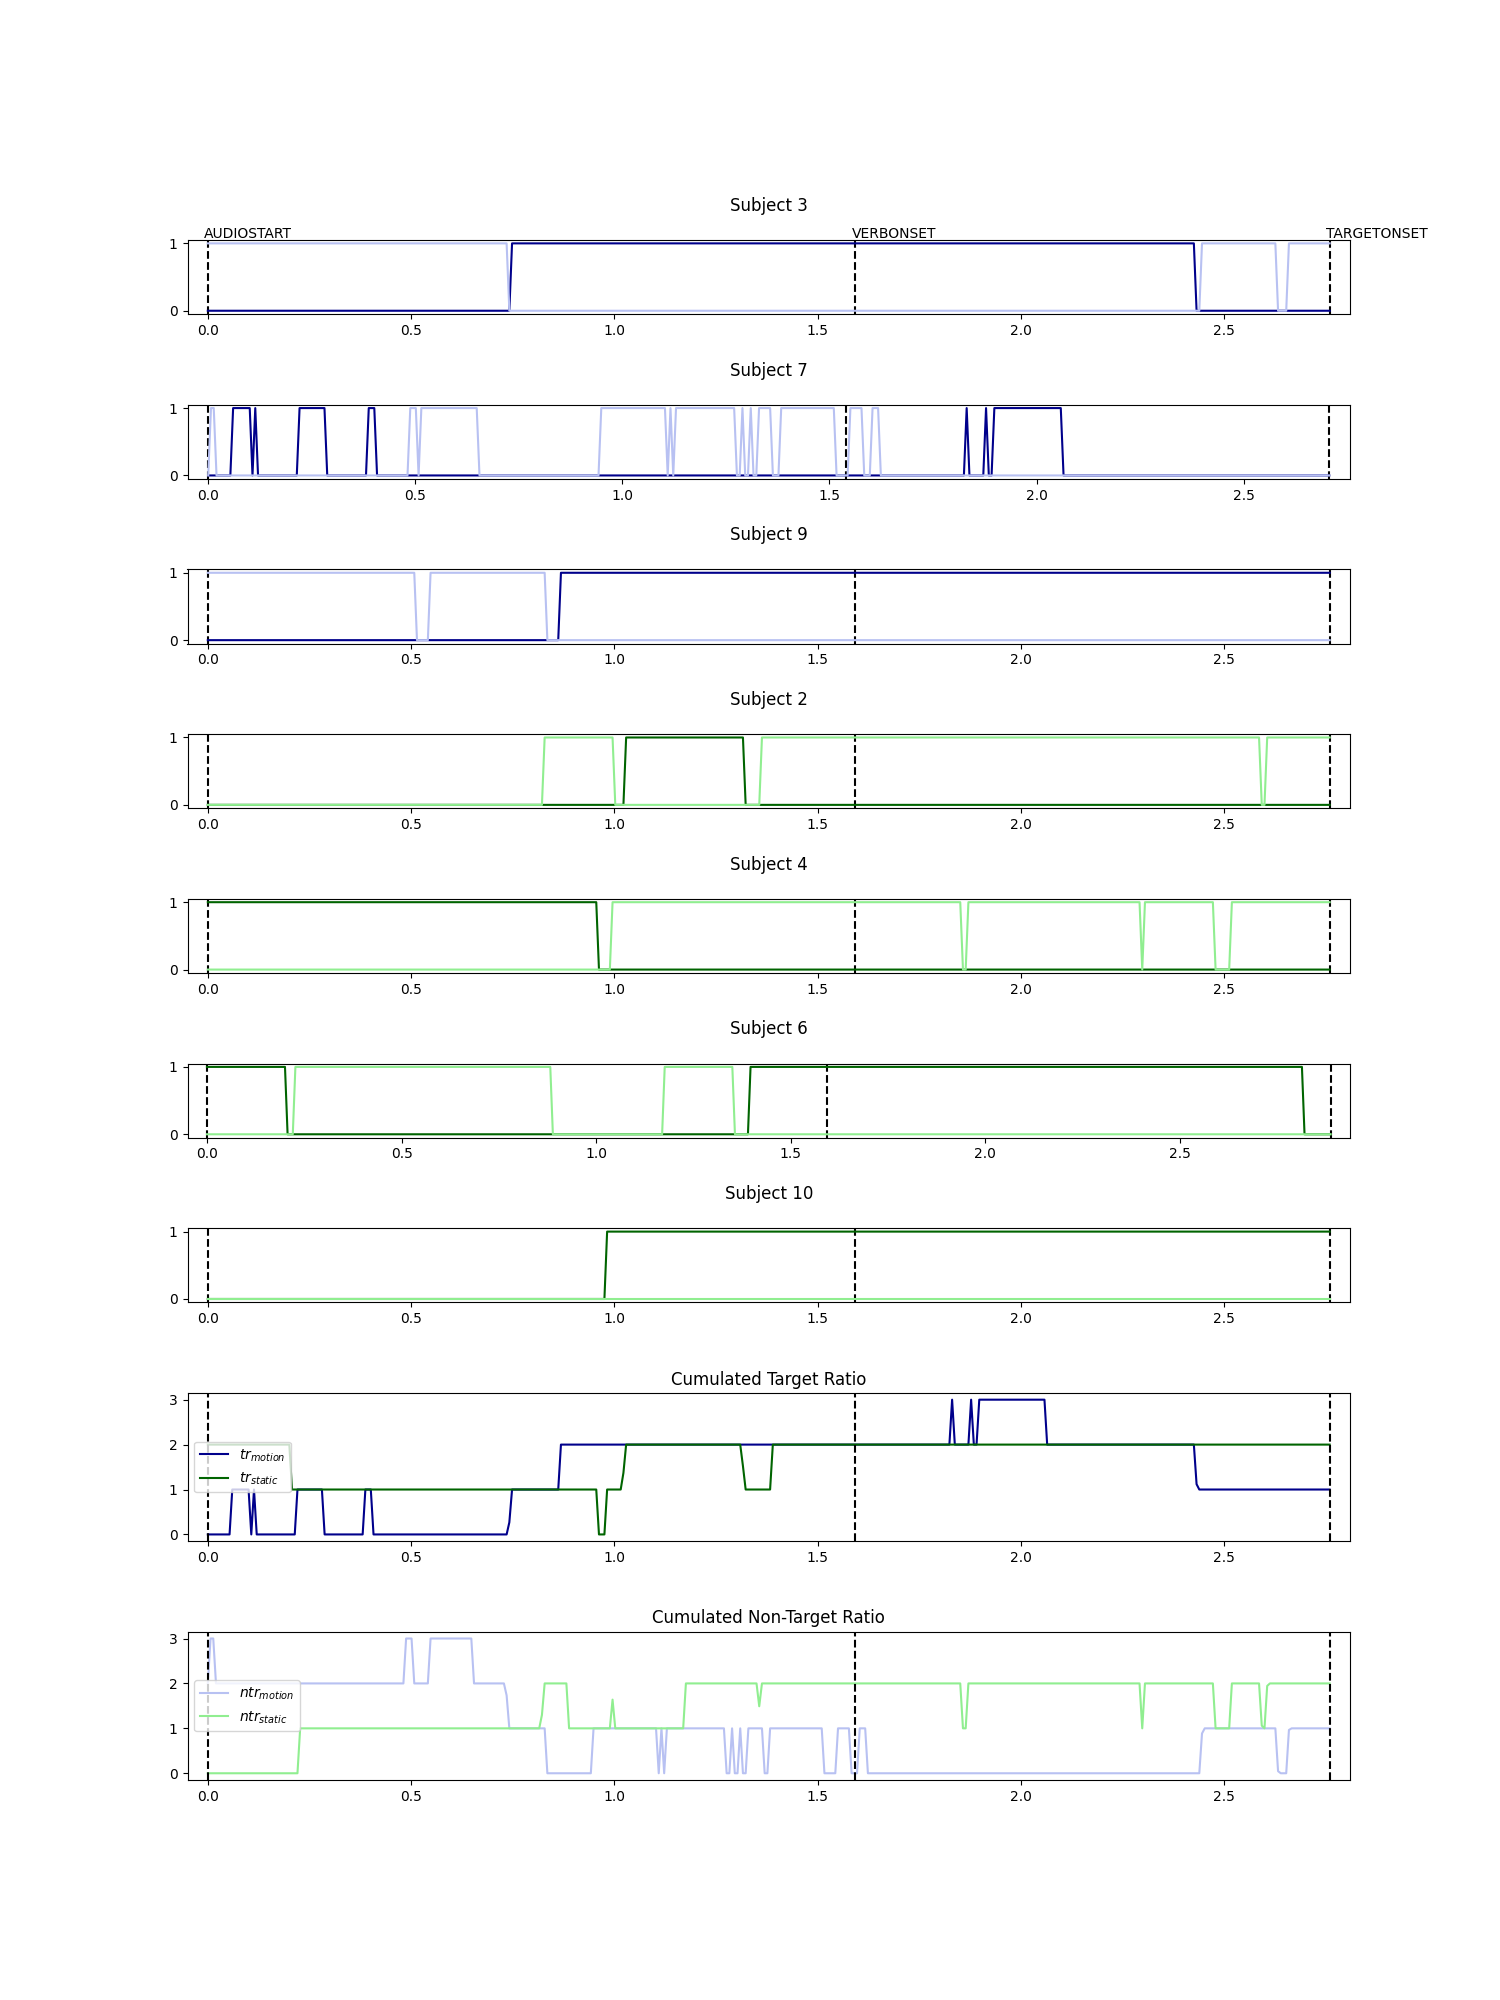 Subject 3
AUDIOSTART VERBONSET TARGETONSET
1
0
0.0 0.5 1.0 1.5 2.0 2.5
Subject 7
1
0
0.0 0.5 1.0 1.5 2.0 2.5
Subject 9
1
0
0.0 0.5 1.0 1.5 2.0 2.5
Subject 2
1
0
0.0 0.5 1.0 1.5 2.0 2.5
Subject 4
1
0
0.0 0.5 1.0 1.5 2.0 2.5
Subject 6
1
0
0.0 0.5 1.0 1.5 2.0 2.5
Subject 10
1
0
0.0 0.5 1.0 1.5 2.0 2.5
Cumulated Target Ratio
3
2
1
0
tr_motion
tr_static
0.0 0.5 1.0 1.5 2.0 2.5
Cumulated Non-Target Ratio
3
2
1
0
ntr_motion
ntr_static
0.0 0.5 1.0 1.5 2.0 2.5